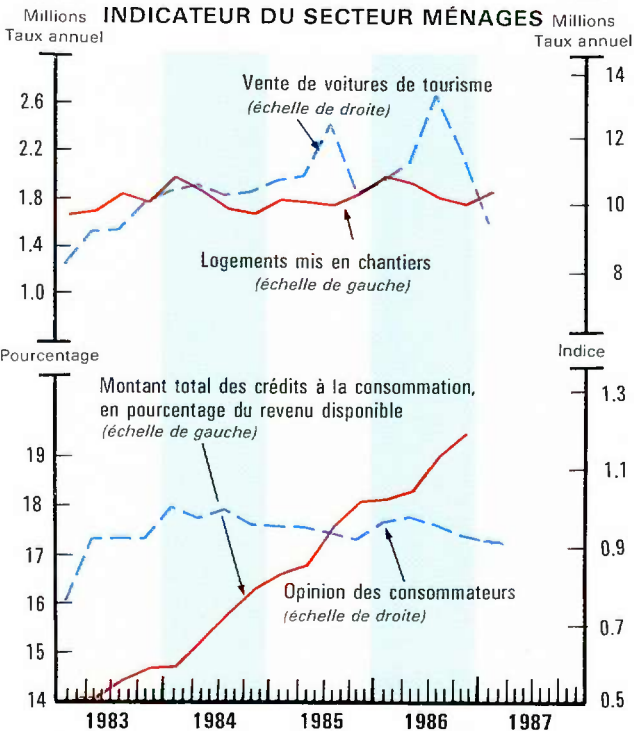 INDICATEUR DU SECTEUR MÉNAGES
Millions
Taux annuel
Millions
Taux annuel
2.6
2.2
1.8
1.4
1.0
14
12
10
8
Vente de voitures de tourisme
(échelle de droite)
Logements mis en chantiers
(échelle de gauche)
Pourcentage
Indice
19
18
17
16
15
14
1.3
1.1
0.9
0.7
0.5
Montant total des crédits à la consommation,
en pourcentage du revenu disponible
(échelle de gauche)
Opinion des consommateurs
(échelle de droite)
1983 1984 1985 1986 1987